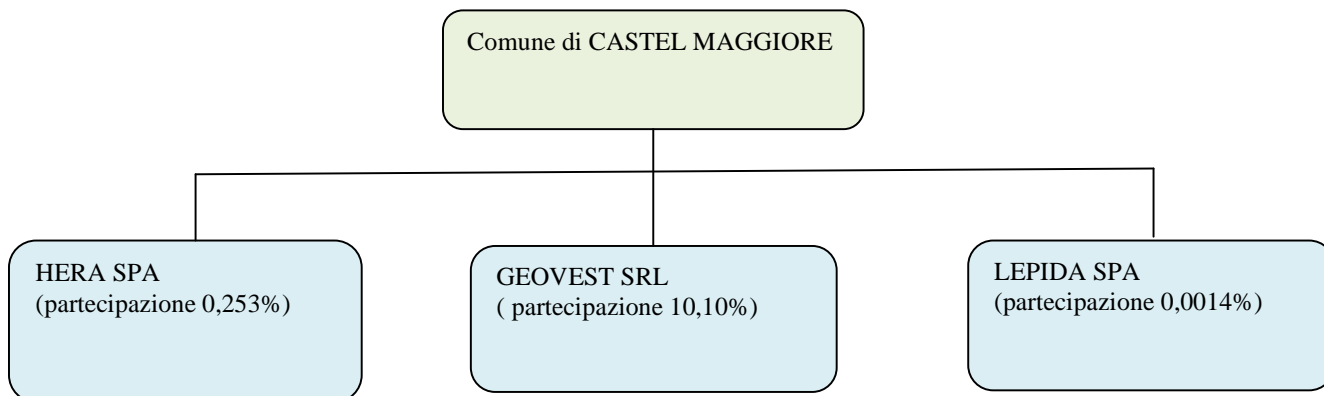 Comune di CASTEL MAGGIORE
HERA SPA
(partecipazione 0,253%)
GEOVEST SRL
( partecipazione 10,10%)
LEPIDA SPA
(partecipazione 0,0014%)